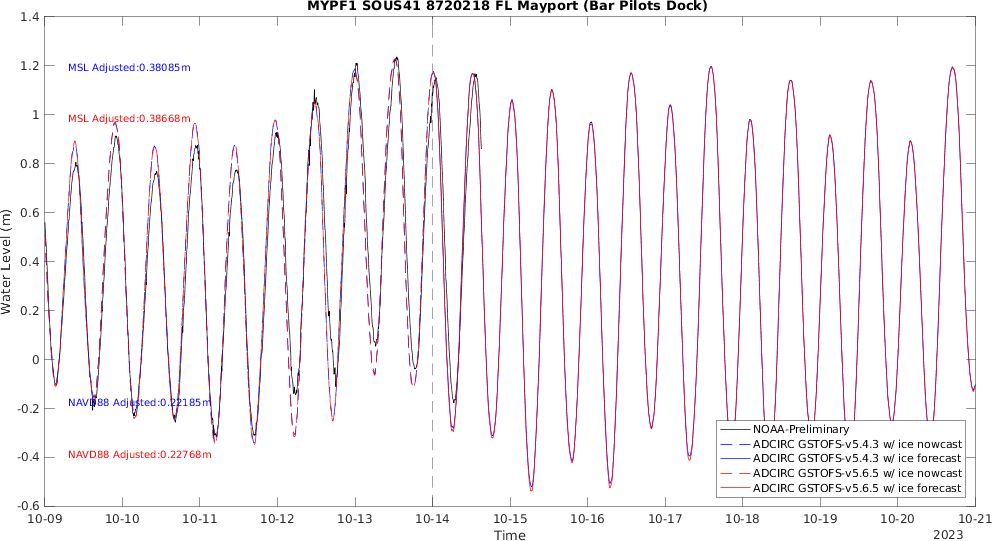 MYPF1 SOUS41 8720218 FL Mayport (Bar Pilots Dock)
1.4
1.2
1
0.8
0.6
0.4
0.2
0
-0.2
-0.4
-0.6
Water Level (m)
MSL Adjusted:0.38085m
MSL Adjusted:0.38668m
NAVD88 Adjusted:0.22185m
NAVD88 Adjusted:0.22768m
NOAA-Preliminary
ADCIRC GSTOFS-v5.4.3 w/ ice nowcast
ADCIRC GSTOFS-v5.4.3 w/ ice forecast
ADCIRC GSTOFS-v5.6.5 w/ ice nowcast
ADCIRC GSTOFS-v5.6.5 w/ ice forecast
10-09 10-10 10-11 10-12 10-13 10-14 10-15 10-16 10-17 10-18 10-19 10-20 10-21
Time
2023